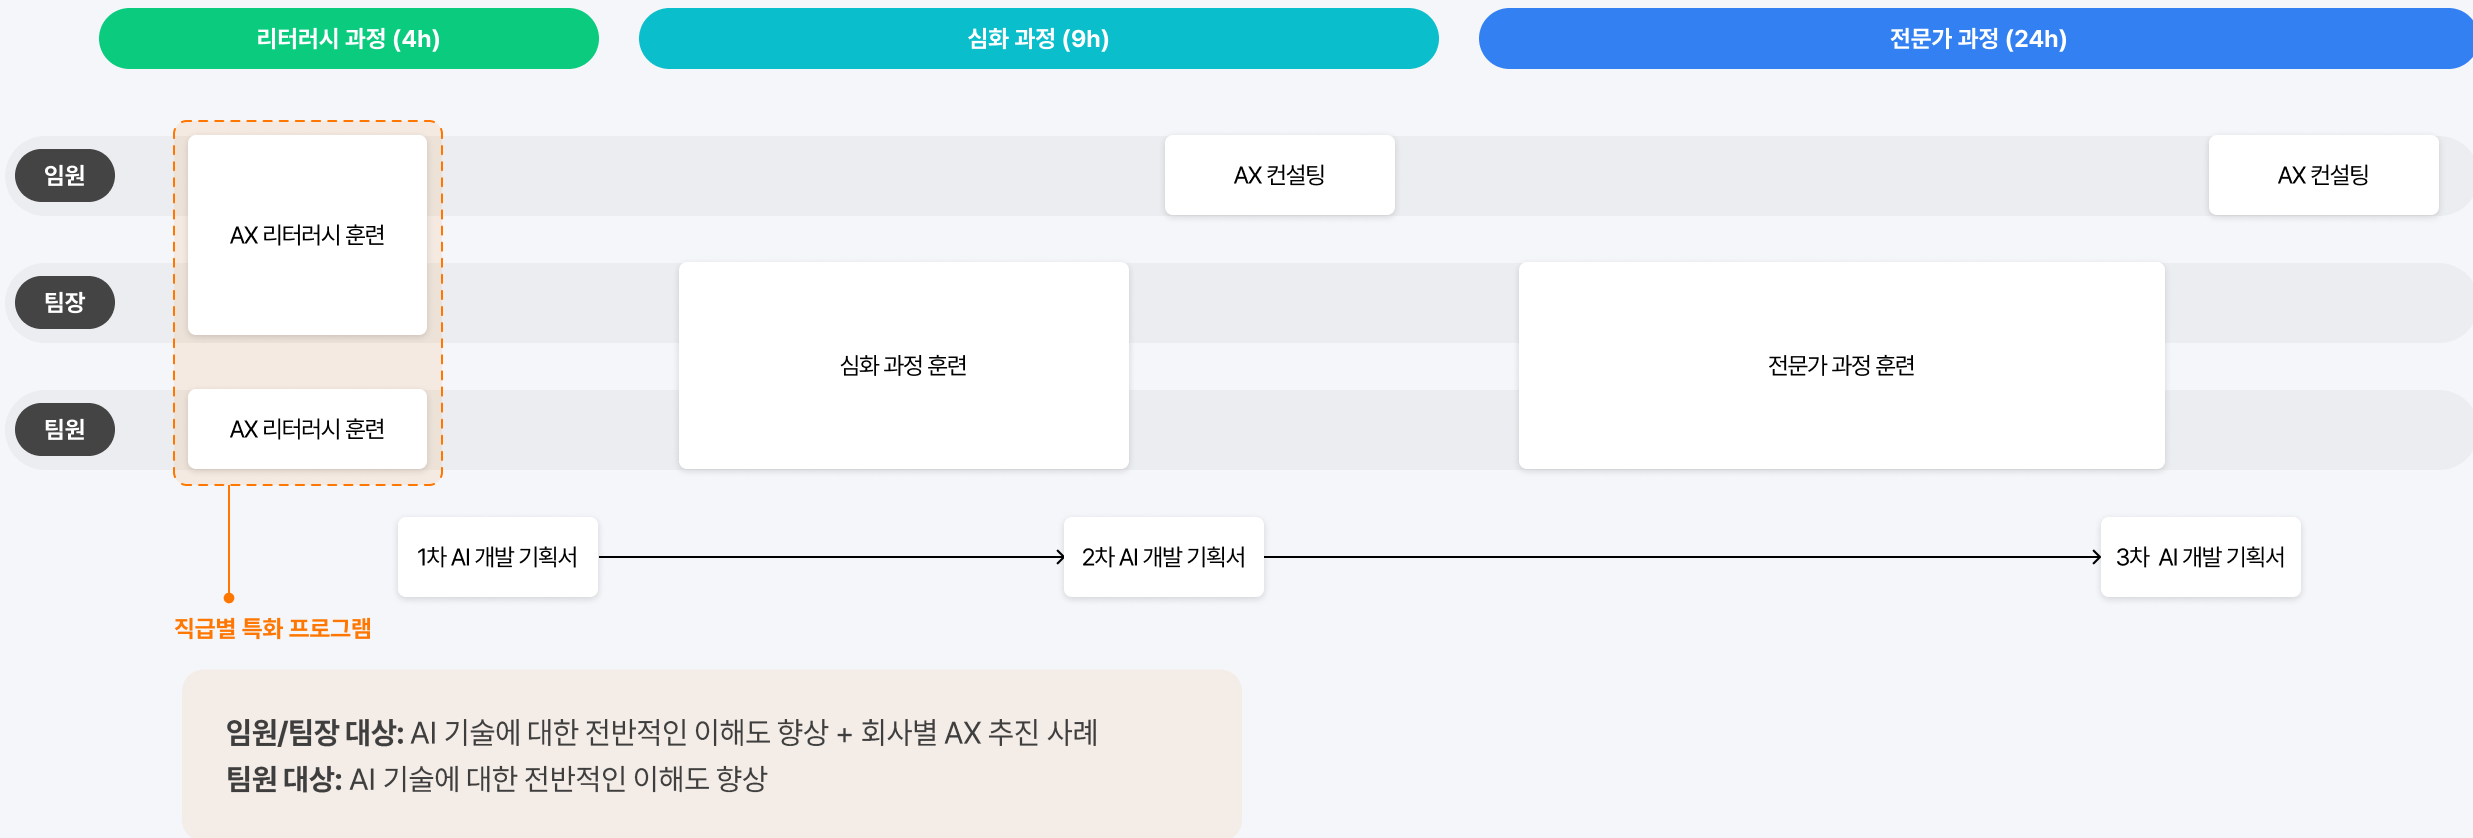 리터러시 과정 (4h)
심화 과정 (9h)
전문가 과정 (24h)
임원
AX 리터러시 훈련
AX 컨설팅
AX 컨설팅
팀장
심화 과정 훈련
전문가 과정 훈련
팀원
AX 리터러시 훈련
1차 AI 개발 기획서
2차 AI 개발 기획서
3차 AI 개발 기획서
직급별 특화 프로그램
임원/팀장 대상: AI 기술에 대한 전반적인 이해도 향상 + 회사별 AX 추진 사례
팀원 대상: AI 기술에 대한 전반적인 이해도 향상